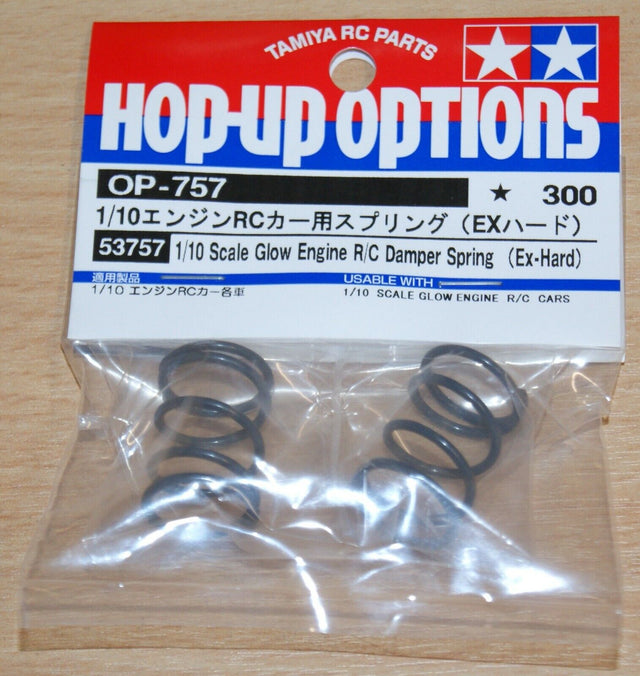 TAMIYA RC PARTS
HOP-UP OPTIONS
OP-757 ★ 300
1/10エンジンRCカー用スプリング（EXハード）
53757 1/10 Scale Glow Engine R/C Damper Spring (Ex-Hard)
適用製品 USABLE WITH
1/10 エンジンRCカー各車 1/10 SCALE GLOW ENGINE R/C CARS